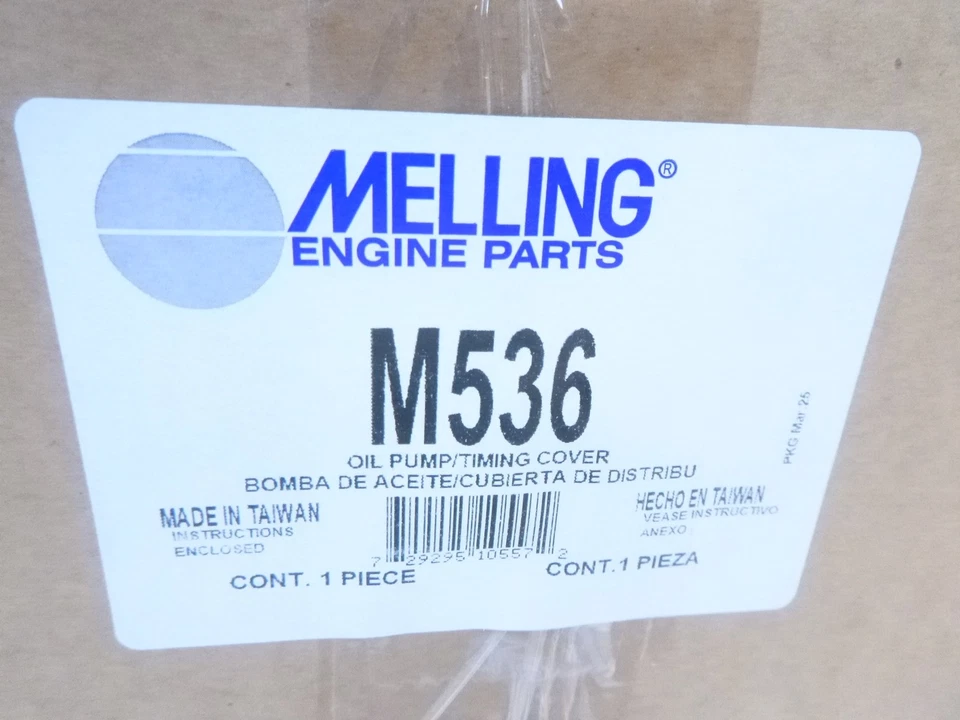 MELLING®
ENGINE PARTS
M536
OIL PUMP/TIMING COVER
BOMBA DE ACEITE/CUBIERTA DE DISTRIBU
MADE IN TAIWAN
INSTRUCTIONS
ENCLOSED
CONT. 1 PIECE
7 29295 10557 2
HECHO EN TAIWAN
VEASE INSTRUCTIVO
ANEXO
CONT.1 PIEZA
PKG Mar 25